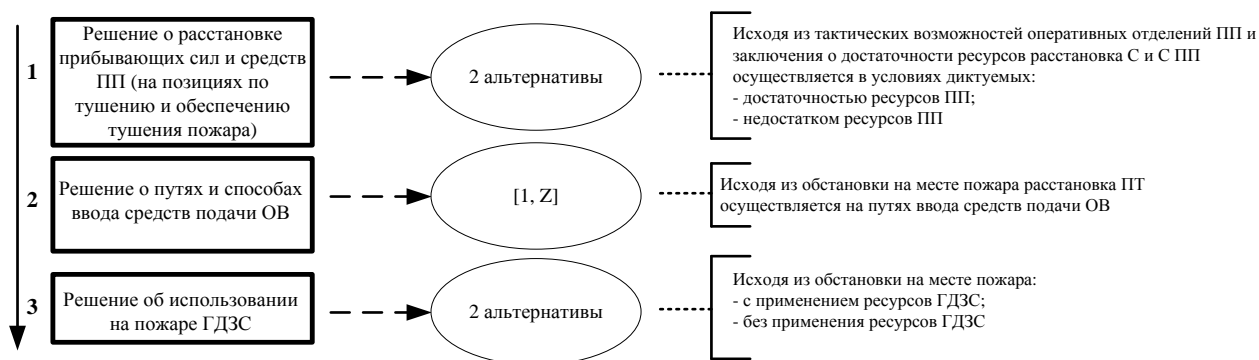 1
Решение о расстановке
прибывающих сил и средств
ПП (на позициях по
тушению и обеспечению
тушения пожара)
2 альтернативы
Исходя из тактических возможностей оперативных отделений ПП и
заключения о достаточности ресурсов расстановка С и С ПП
осуществляется в условиях диктуемых:
- достаточностью ресурсов ПП;
- недостатком ресурсов ПП
2
Решение о путях и способах
ввода средств подачи ОВ
[1, Z]
Исходя из обстановки на месте пожара расстановка ПТ
осуществляется на путях ввода средств подачи ОВ
3
Решение об использовании
на пожаре ГДЗС
2 альтернативы
Исходя из обстановки на месте пожара:
- с применением ресурсов ГДЗС;
- без применения ресурсов ГДЗС